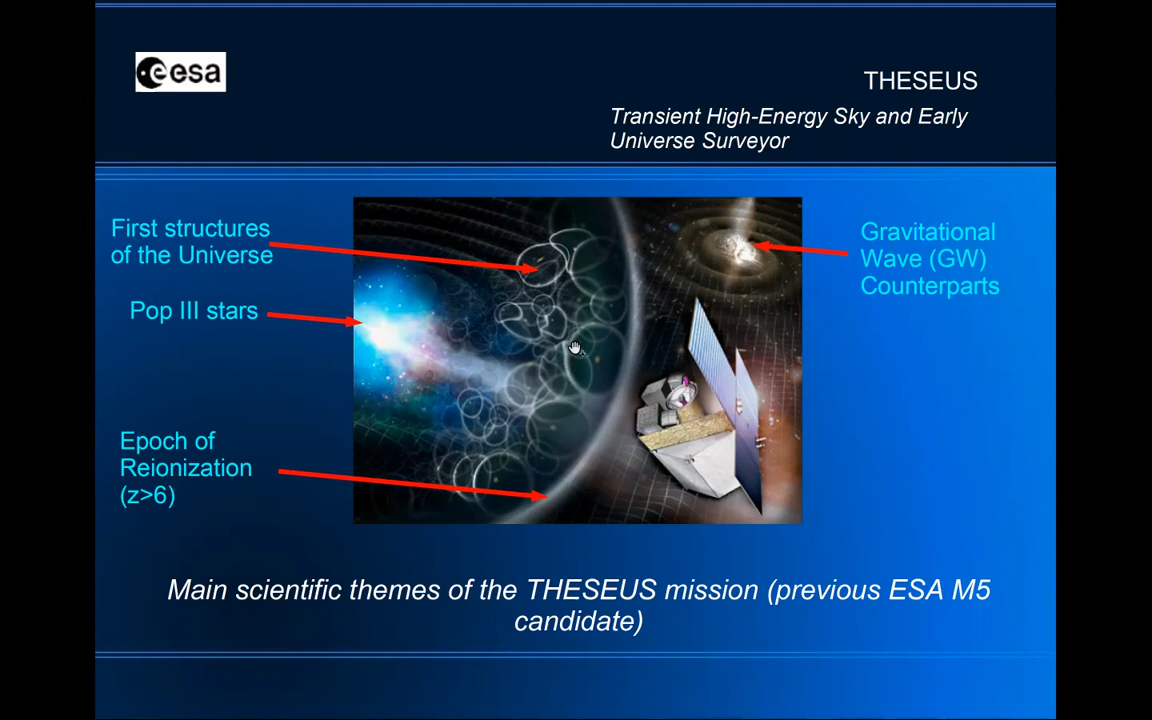 esa
THESEUS
Transient High-Energy Sky and Early
Universe Surveyor
First structures
of the Universe
Pop III stars
Epoch of
Reionization
(z>6)
Gravitational
Wave (GW)
Counterparts
Main scientific themes of the THESEUS mission (previous ESA M5
candidate)